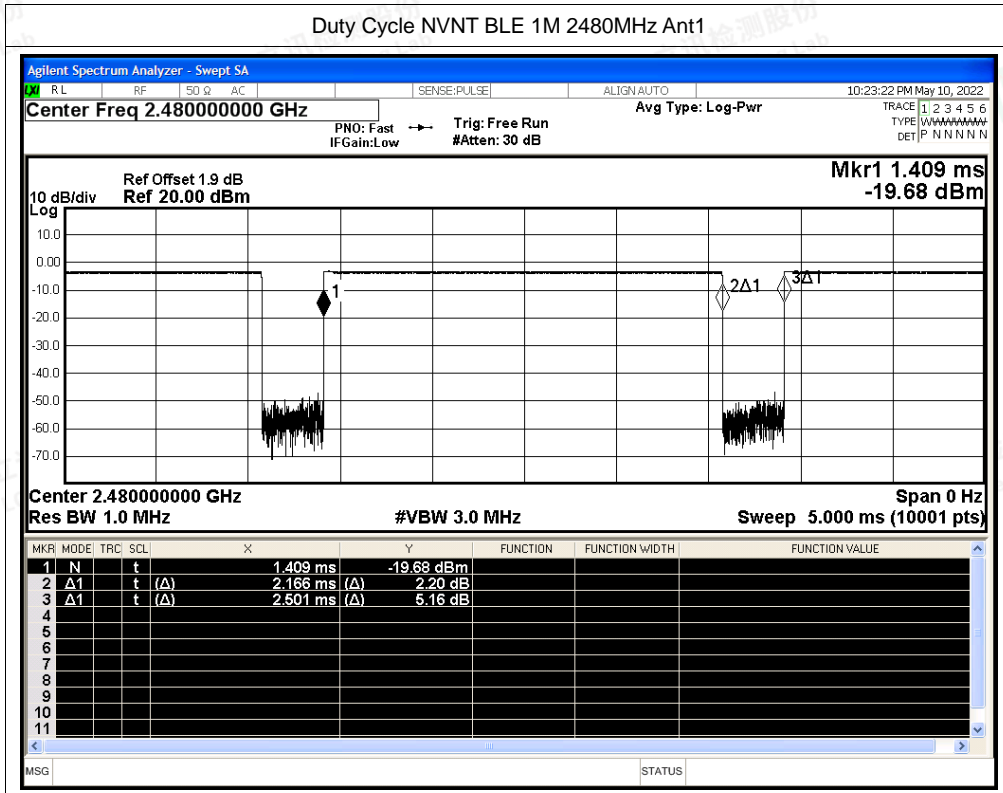 Duty Cycle NVNT BLE 1M 2480MHz Ant1
Agilent Spectrum Analyzer - Swept SA
LXI RL RF 50 Ω AC SENSE:PULSE ALIGN AUTO 10:23:22 PM May 10, 2022
Center Freq 2.480000000 GHz Avg Type: Log-Pwr TRACE 1 2 3 4 5 6
PNO: Fast Trig: Free Run TYPE WWWWWW
IFGain:Low #Atten: 30 dB DET P N N N N N
Mkr1 1.409 ms
Ref Offset 1.9 dB -19.68 dBm
10 dB/div Ref 20.00 dBm
Log
10.0
0.00
-10.0
1 2Δ1 3Δ1
-20.0
-30.0
-40.0
-50.0
-60.0
-70.0
Center 2.480000000 GHz Span 0 Hz
Res BW 1.0 MHz #VBW 3.0 MHz Sweep 5.000 ms (10001 pts)
MKR MODE TRC SCL X Y FUNCTION FUNCTION WIDTH FUNCTION VALUE
1 N t 1.409 ms -19.68 dBm
2 Δ1 t (Δ) 2.166 ms (Δ) 2.20 dB
3 Δ1 t (Δ) 2.501 ms (Δ) 5.16 dB
4
5
6
7
8
9
10
11
MSG STATUS